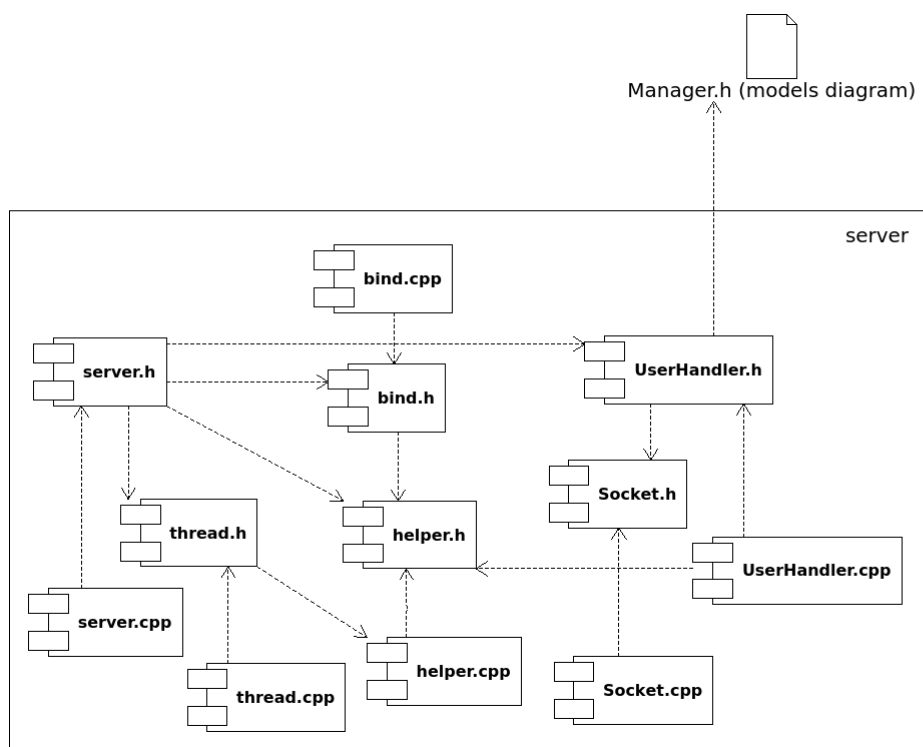 Manager.h (models diagram)
server
bind.cpp
server.h
bind.h
UserHandler.h
Socket.h
thread.h
helper.h
UserHandler.cpp
server.cpp
helper.cpp
thread.cpp
Socket.cpp